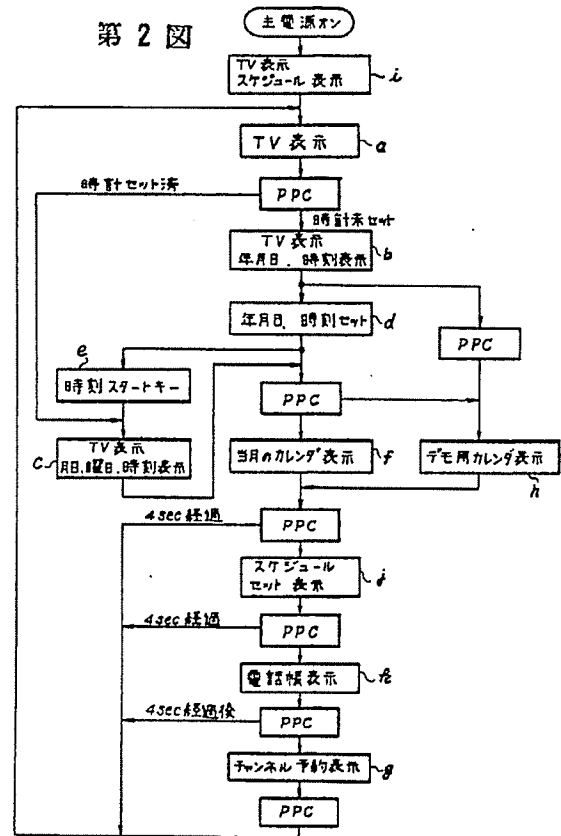 第2図
主電源オン
TV表示
スケジュール表示
i
TV表示
a
時計セット済
PPC
時計未セット
TV表示
年月日、時刻表示
b
年月日、時刻セット
d
PPC
e
時刻スタートキー
PPC
C
TV表示
月日、曜日、時刻表示
当月のカレンダ表示
f
デモ用カレンダ表示
h
4sec経過
PPC
スケジュール
セット表示
j
4sec経過
PPC
電話帳表示
k
4sec経過後
PPC
チャンネル予約表示
g
PPC